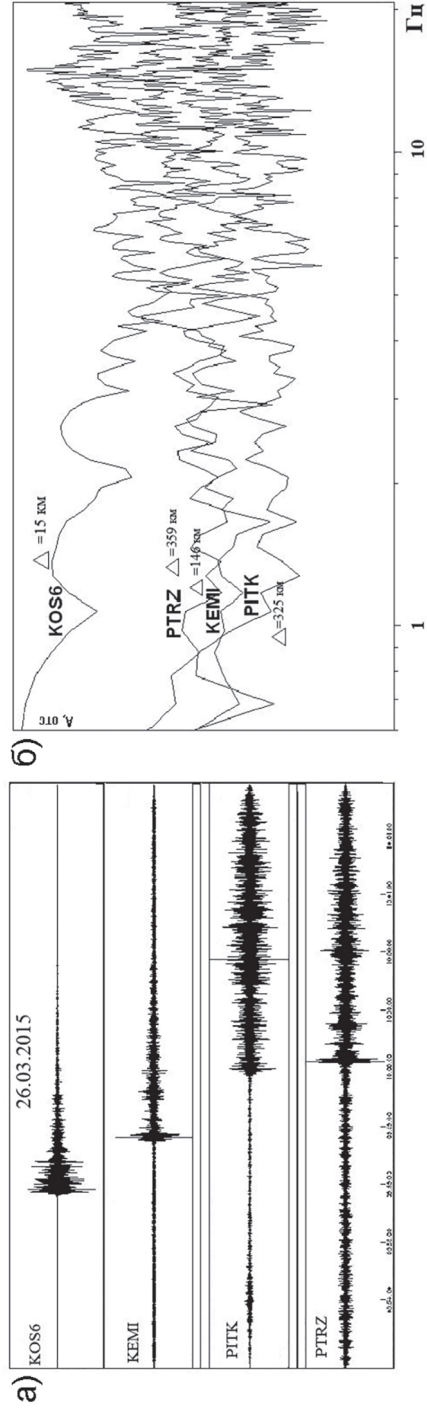 а)
KOS6
26.03.2015
KEMI
PITK
PTRZ
б)
А, отс
KOS6
=15 км
PTRZ
=359 км
=146 км
KEMI
PITK
=325 км
1
10
Гц